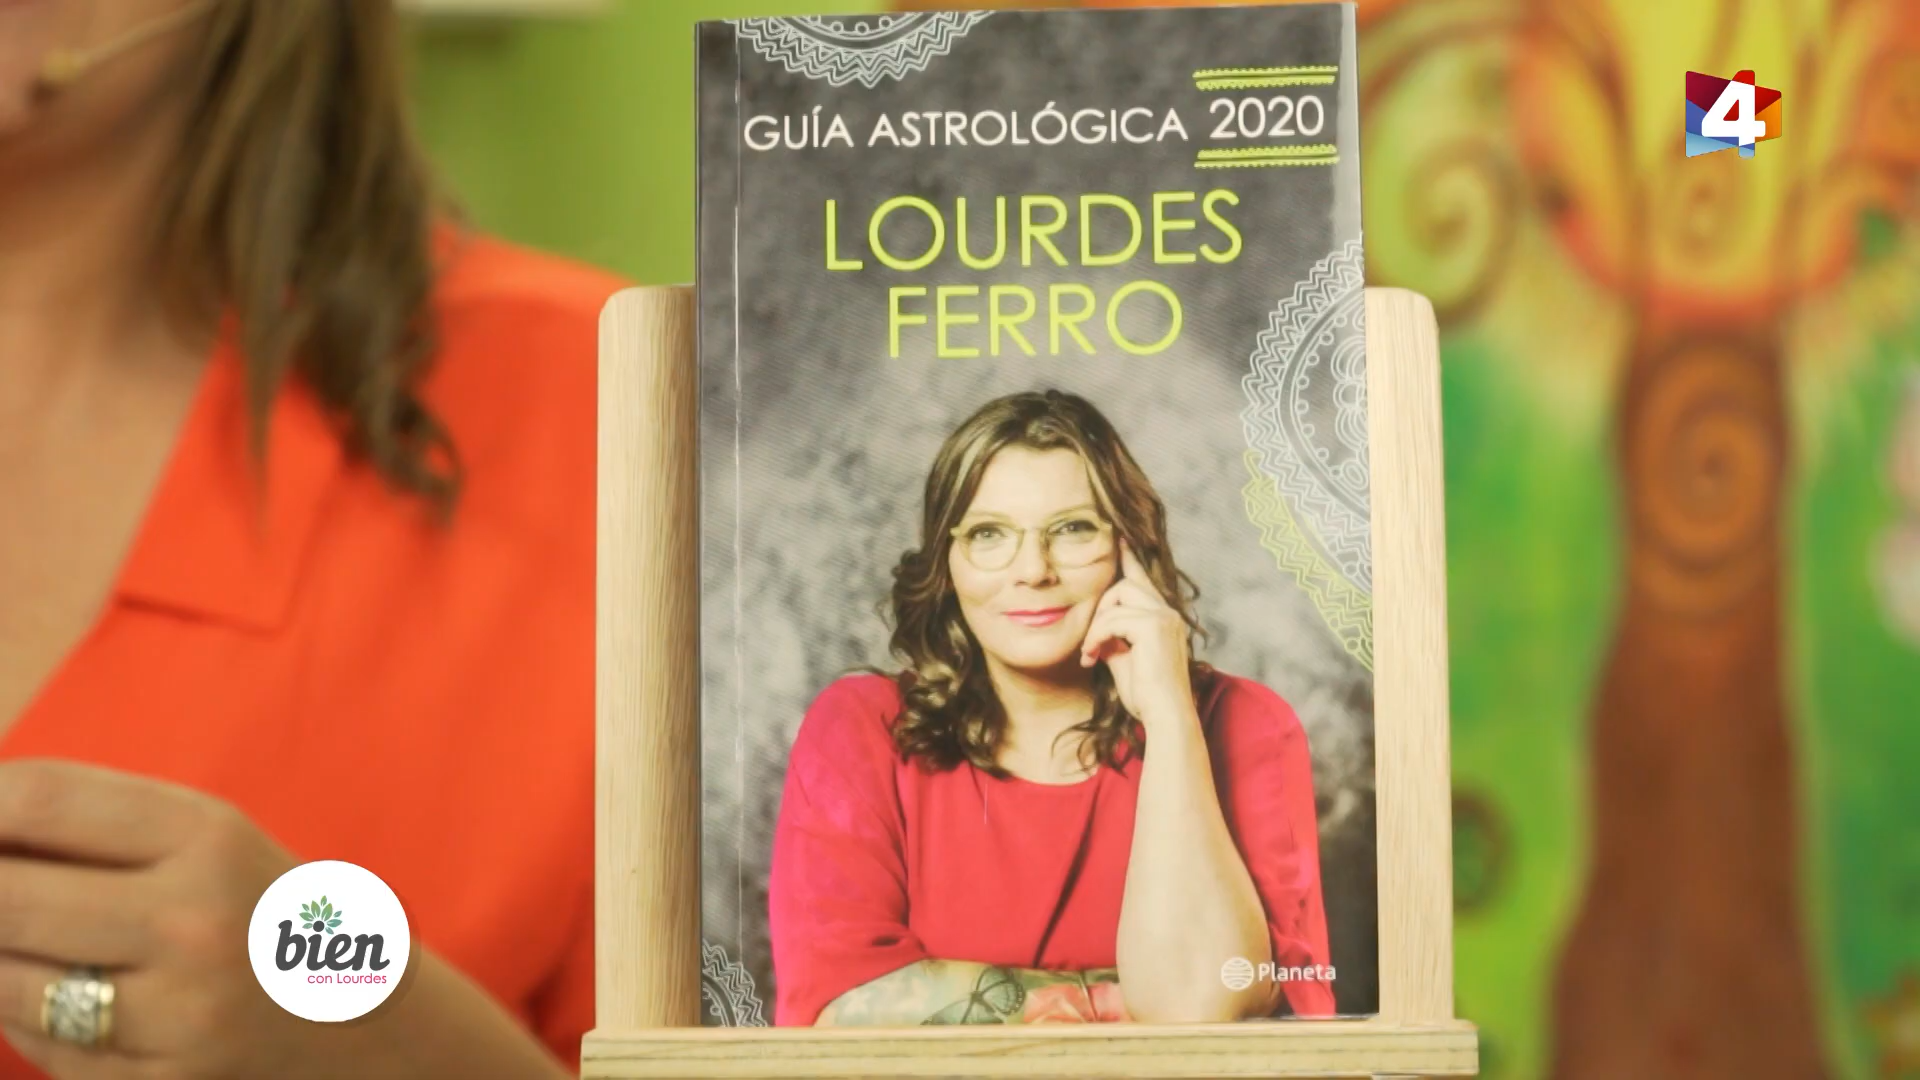 GUÍA ASTROLÓGICA 2020
LOURDES
FERRO
Planeta
4
bien
con Lourdes